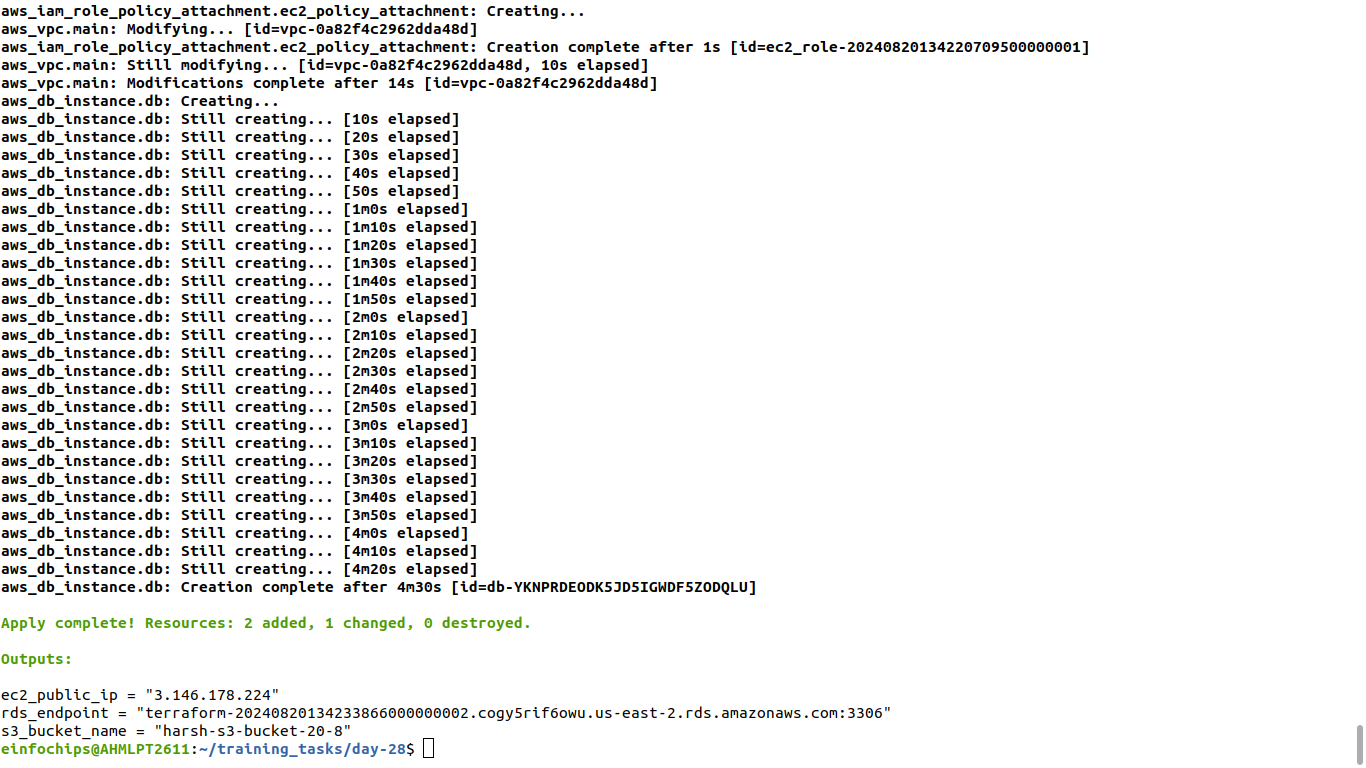 aws_iam_role_policy_attachment.ec2_policy_attachment: Creating...
aws_vpc.main: Modifying... [id=vpc-0a82f4c2962dda48d]
aws_iam_role_policy_attachment.ec2_policy_attachment: Creation complete after 1s [id=ec2_role-20240820134220709500000001]
aws_vpc.main: Still modifying... [id=vpc-0a82f4c2962dda48d, 10s elapsed]
aws_vpc.main: Modifications complete after 14s [id=vpc-0a82f4c2962dda48d]
aws_db_instance.db: Creating...
aws_db_instance.db: Still creating... [10s elapsed]
aws_db_instance.db: Still creating... [20s elapsed]
aws_db_instance.db: Still creating... [30s elapsed]
aws_db_instance.db: Still creating... [40s elapsed]
aws_db_instance.db: Still creating... [50s elapsed]
aws_db_instance.db: Still creating... [1m0s elapsed]
aws_db_instance.db: Still creating... [1m10s elapsed]
aws_db_instance.db: Still creating... [1m20s elapsed]
aws_db_instance.db: Still creating... [1m30s elapsed]
aws_db_instance.db: Still creating... [1m40s elapsed]
aws_db_instance.db: Still creating... [1m50s elapsed]
aws_db_instance.db: Still creating... [2m0s elapsed]
aws_db_instance.db: Still creating... [2m10s elapsed]
aws_db_instance.db: Still creating... [2m20s elapsed]
aws_db_instance.db: Still creating... [2m30s elapsed]
aws_db_instance.db: Still creating... [2m40s elapsed]
aws_db_instance.db: Still creating... [2m50s elapsed]
aws_db_instance.db: Still creating... [3m0s elapsed]
aws_db_instance.db: Still creating... [3m10s elapsed]
aws_db_instance.db: Still creating... [3m20s elapsed]
aws_db_instance.db: Still creating... [3m30s elapsed]
aws_db_instance.db: Still creating... [3m40s elapsed]
aws_db_instance.db: Still creating... [3m50s elapsed]
aws_db_instance.db: Still creating... [4m0s elapsed]
aws_db_instance.db: Still creating... [4m10s elapsed]
aws_db_instance.db: Still creating... [4m20s elapsed]
aws_db_instance.db: Creation complete after 4m30s [id=db-YKNPRDEODK5JD5IGWDF5ZODQLU]
Apply complete! Resources: 2 added, 1 changed, 0 destroyed.
Outputs:
ec2_public_ip = "3.146.178.224"
rds_endpoint = "terraform-20240820134233866000000002.cogy5rif6owu.us-east-2.rds.amazonaws.com:3306"
s3_bucket_name = "harsh-s3-bucket-20-8"
einfochips@AHMLPT2611:~/training_tasks/day-28$